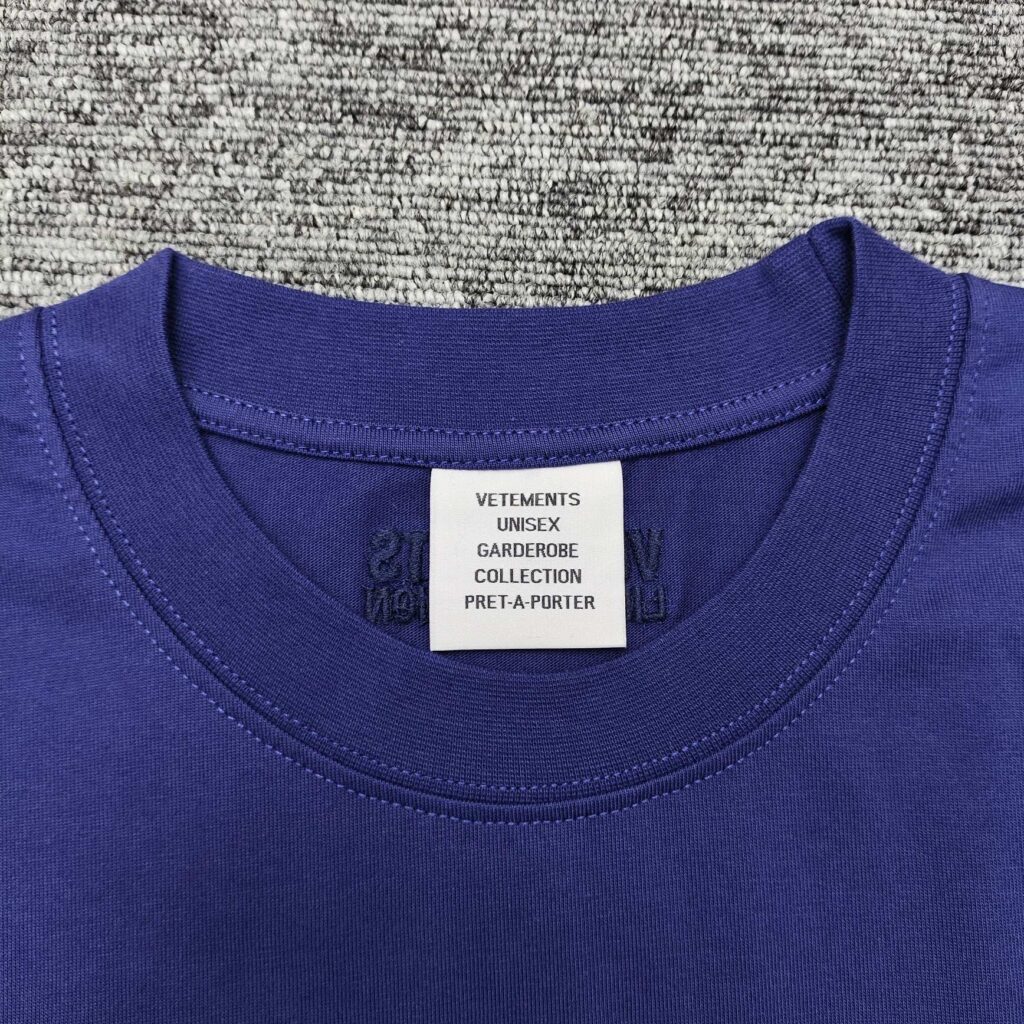 VETEMENTS
UNISEX
GARDEROBE
COLLECTION
PRET-A-PORTER